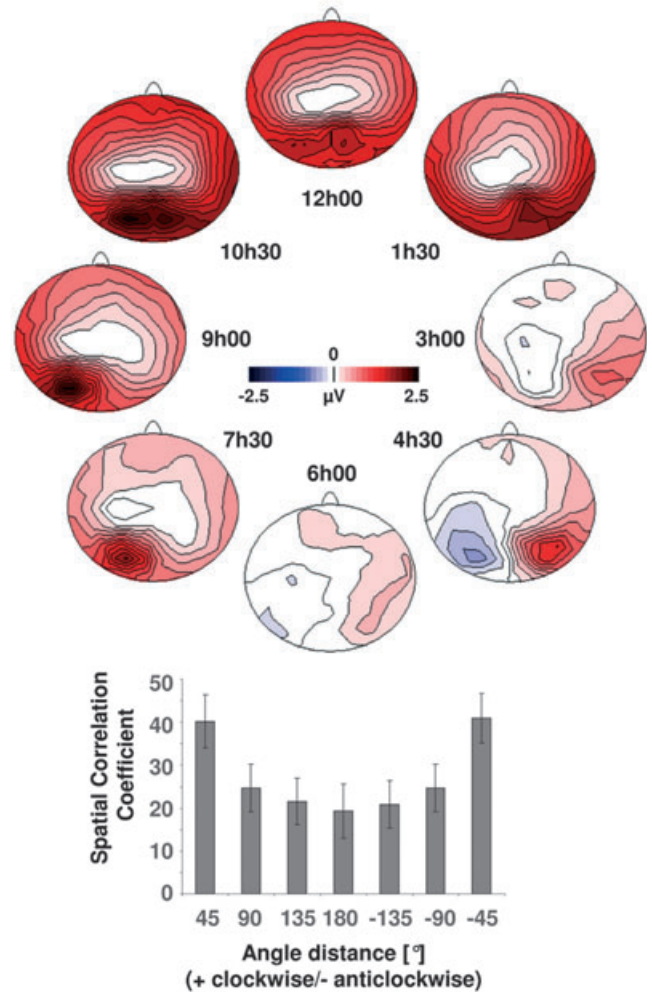 12h00
10h30
1h30
9h00
0
3h00
-2.5
µV
2.5
7h30
4h30
6h00
Spatial Correlation
Coefficient
50
40
30
20
10
0
45 90 135 180 -135 -90 -45
Angle distance [°]
(+ clockwise/- anticlockwise)